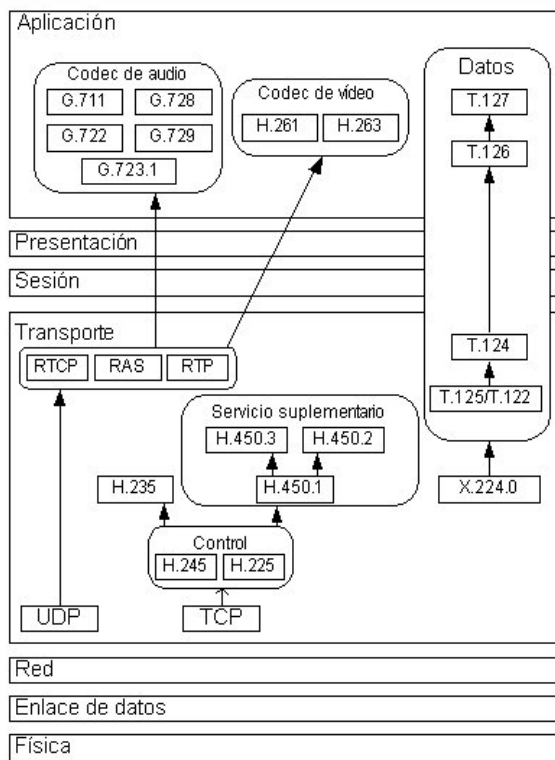 Aplicación
Codec de audio
G.711
G.728
G.722
G.729
G.723.1
Codec de vídeo
H.261
H.263
Datos
T.127
T.126
Presentación
Sesión
Transporte
RTCP
RAS
RTP
T.124
T.125/T.122
Servicio suplementario
H.450.3
H.450.2
H.235
H.450.1
X.224.0
Control
H.245
H.225
UDP
TCP
Red
Enlace de datos
Física